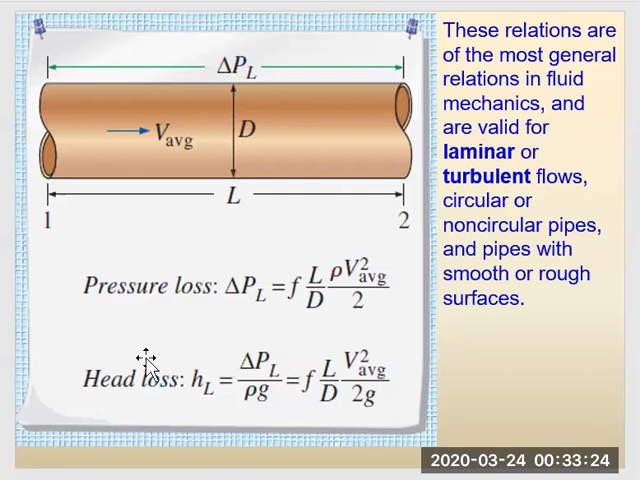 ΔP_L
V_avg
D
L
1
2
Pressure loss: ΔP_L = f L/D ρV²_avg/2
Head loss: h_L = ΔP_L/ρg = f L/D V²_avg/2g
These relations are
of the most general
relations in fluid
mechanics, and
are valid for
laminar or
turbulent flows,
circular or
noncircular pipes,
and pipes with
smooth or rough
surfaces.
2020-03-24 00:33:24